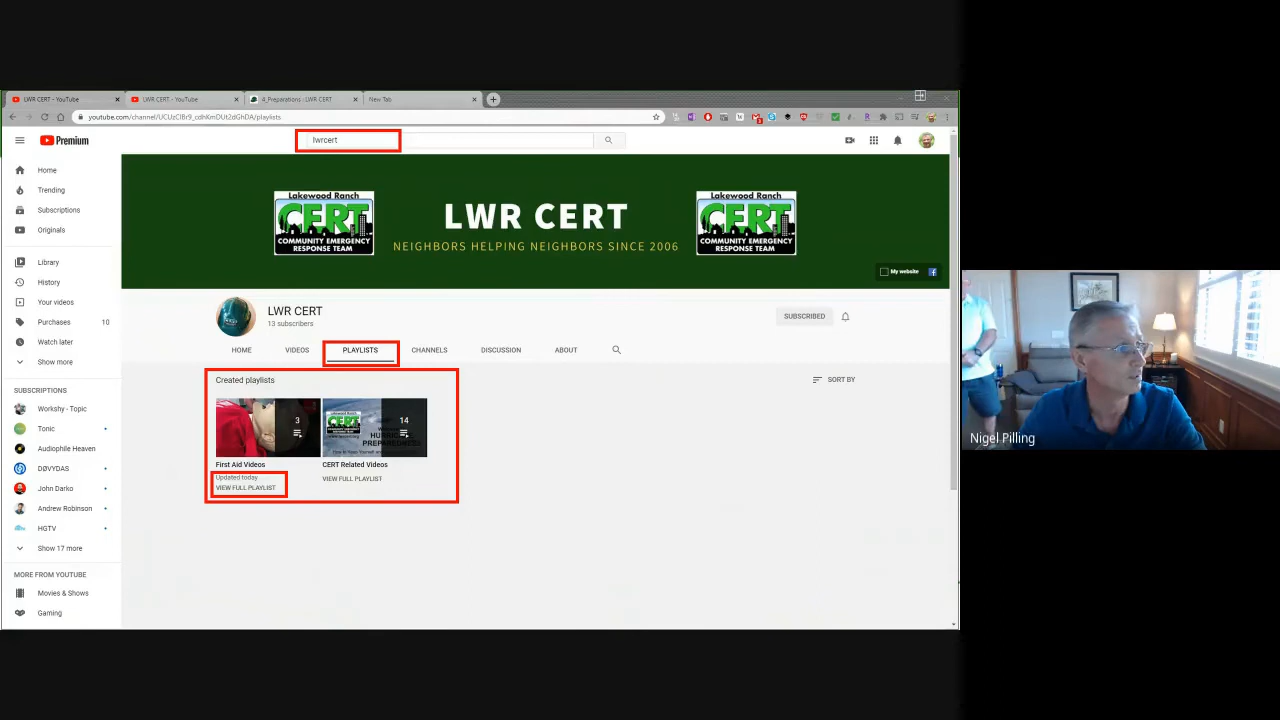 LWR CERT - YouTube
LWR CERT - YouTube
4_Preparations : LWR CERT
New Tab
youtube.com/channel/UCUzClBr9_cdhKmDUt2dGhDA/playlists
Premium
lwrcert
Home
Trending
Subscriptions
Originals
Library
History
Your videos
Purchases 10
Watch later
Show more
SUBSCRIPTIONS
Workshy - Topic
Tonic
Audiophile Heaven
DØVYDAS
John Darko
Andrew Robinson
HGTV
Show 17 more
MORE FROM YOUTUBE
Movies & Shows
Gaming
Lakewood Ranch
CERT
COMMUNITY EMERGENCY
RESPONSE TEAM
LWR CERT
NEIGHBORS HELPING NEIGHBORS SINCE 2006
Lakewood Ranch
CERT
COMMUNITY EMERGENCY
RESPONSE TEAM
My website
LWR CERT
13 subscribers
SUBSCRIBED
HOME VIDEOS PLAYLISTS CHANNELS DISCUSSION ABOUT
Created playlists
SORT BY
3
First Aid Videos
Updated today
VIEW FULL PLAYLIST
CERT
14
CERT Related Videos
VIEW FULL PLAYLIST
Nigel Pilling